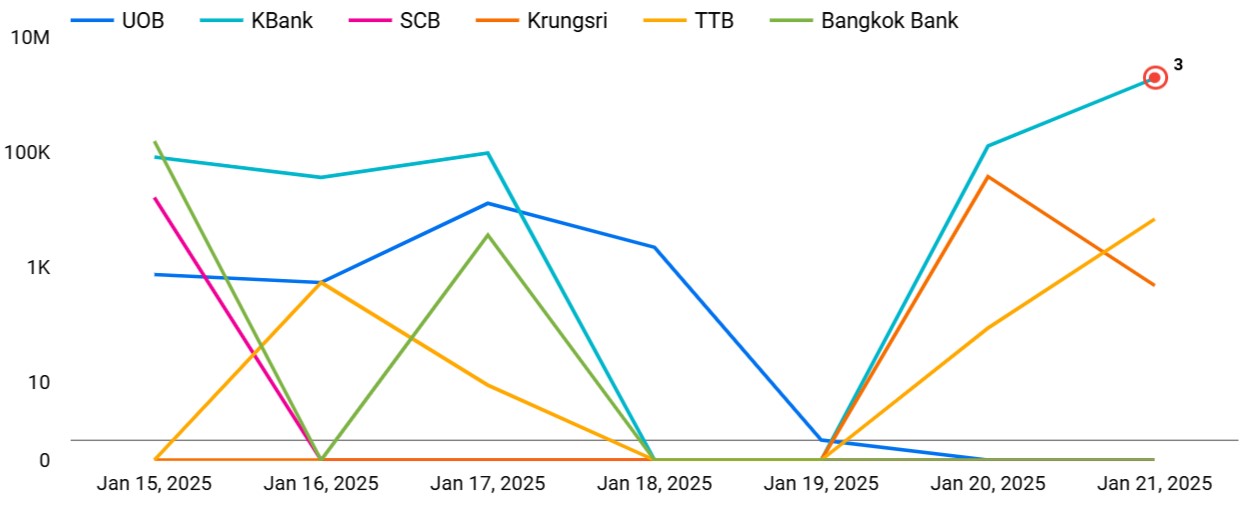 UOB KBank SCB Krungsri TTB Bangkok Bank
10M
3
100K
1K
10
0
Jan 15, 2025 Jan 16, 2025 Jan 17, 2025 Jan 18, 2025 Jan 19, 2025 Jan 20, 2025 Jan 21, 2025